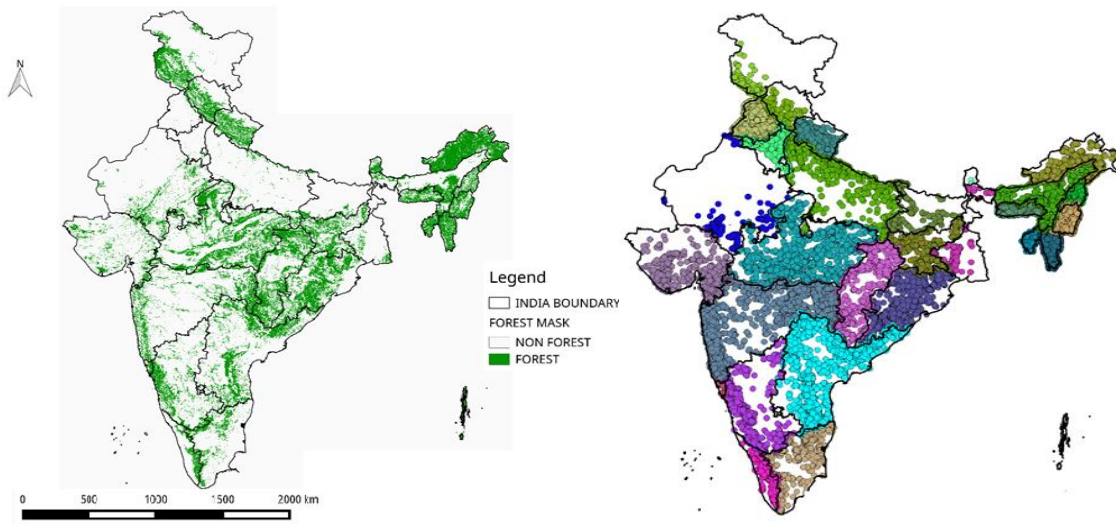 N
Legend
INDIA BOUNDARY
FOREST MASK
NON FOREST
FOREST
0 500 1000 1500 2000 km